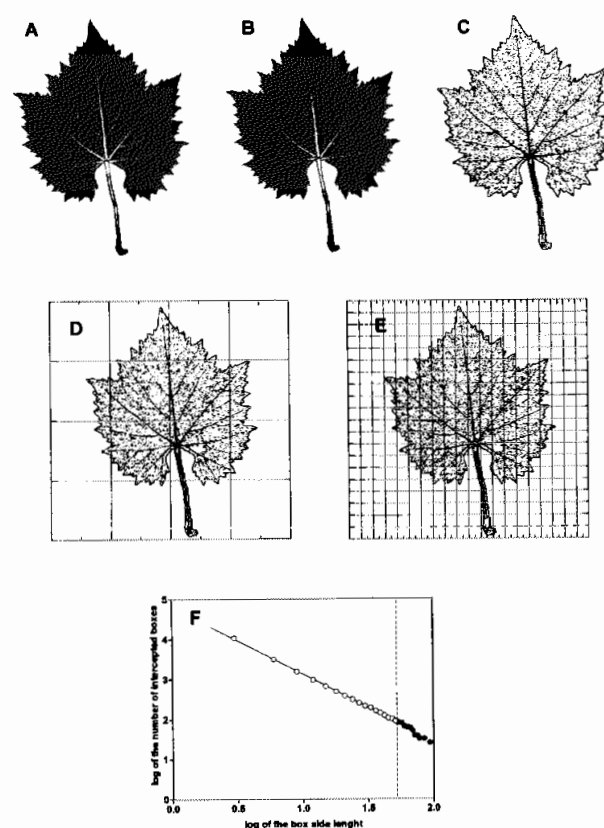 A
B
C
D
E
F
log of the number of intercepted boxes
5
4
3
2
1
0
0.0
0.5
1.0
1.5
2.0
log of the box side lenght